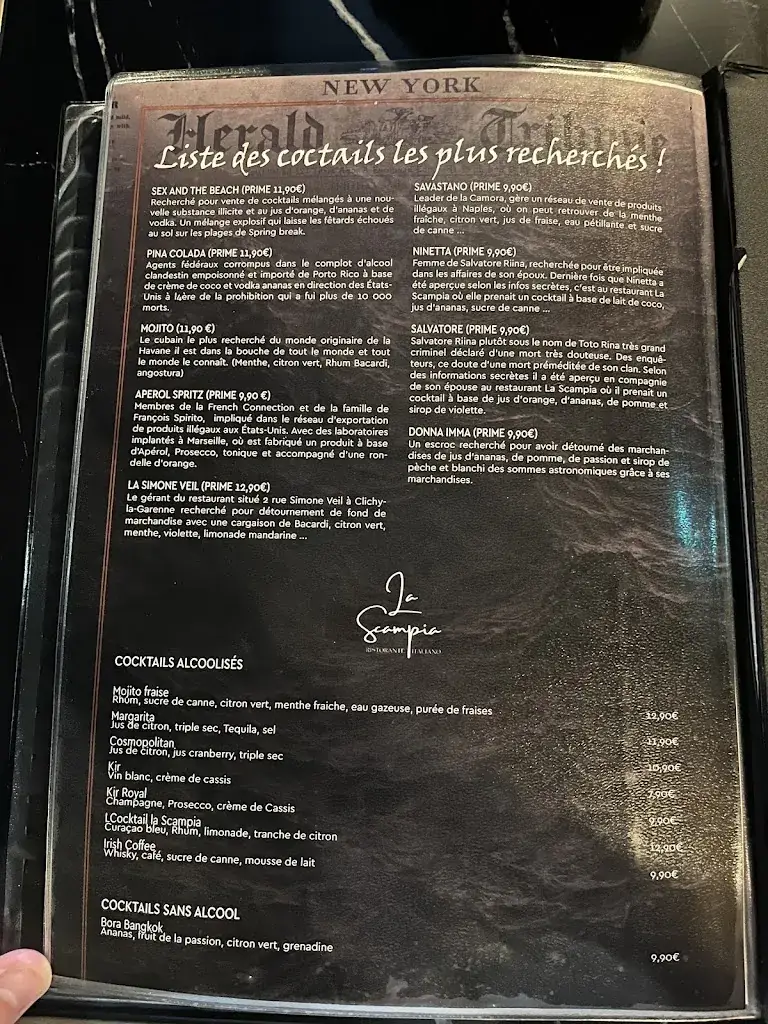 NEW YORK
Herald Tribune
Liste des coctails les plus recherchés !
SEX AND THE BEACH (PRIME 11,90€)
Recherché pour vente de cocktails mélangés à une nou-
velle substance illicite et au jus d'orange, d'ananas et de
vodka. Un mélange explosif qui laisse les fêtards échoués
au sol sur les plages de Spring break.
PINA COLADA (PRIME 11,90€)
Agents fédéraux corrompus dans le complot d'alcool
clandestin empoisonné et importé de Porto Rico à base
de crème de coco et vodka ananas en direction des États-
Unis à l4ère de la prohibition qui a fui plus de 10 000
morts.
MOJITO (11,90 €)
Le cubain le plus recherché du monde originaire de la
Havane il est dans la bouche de tout le monde et tout
le monde le connaît. (Menthe, citron vert, Rhum Bacardi,
angostura)
APEROL SPRITZ (PRIME 9,90 €)
Membres de la French Connection et de la famille de
François Spirito, impliqué dans le réseau d'exportation
de produits illégaux aux États-Unis. Avec des laboratoires
implantés à Marseille, où est fabriqué un produit à base
d'Apérol, Prosecco, tonique et accompagné d'une ron-
delle d'orange.
LA SIMONE VEIL (PRIME 12,90€)
Le gérant du restaurant situé 2 rue Simone Veil à Clichy-
la-Garenne recherché pour détournement de fond de
marchandise avec une cargaison de Bacardi, citron vert,
menthe, violette, limonade mandarine ...
SAVASTANO (PRIME 9,90€)
Leader de la Camora, gère un réseau de vente de produits
illégaux à Naples, où on peut retrouver de la menthe
fraîche, citron vert, jus de fraise, eau pétillante et sucre
de canne ...
NINETTA (PRIME 9,90€)
Femme de Salvatore Riina, recherchée pour être impliquée
dans les affaires de son époux. Dernière fois que Ninetta a
été aperçue selon les infos secrètes, c'est au restaurant La
Scampia où elle prenait un cocktail à base de lait de coco,
jus d'ananas, sucre de canne ...
SALVATORE (PRIME 9,90€)
Salvatore Riina plutôt sous le nom de Toto Rina très grand
criminel déclaré d'une mort très douteuse. Des enquê-
teurs, ce doute d'une mort préméditée de son clan. Selon
des informations secrètes il a été aperçu en compagnie
de son épouse au restaurant La Scampia où il prenait un
cocktail à base de jus d'orange, d'ananas, de pomme et
sirop de violette.
DONNA IMMA (PRIME 9,90€)
Un escroc recherché pour avoir détourné des marchan-
dises de jus d'ananas, de pomme, de passion et sirop de
pêche et blanchi des sommes astronomiques grâce à ses
marchandises.
La
Scampia
RISTORANTE ITALIANO
COCKTAILS ALCOOLISÉS
Mojito fraise
Rhum, sucre de canne, citron vert, menthe fraiche, eau gazeuse, purée de fraises 12,90€
Margarita
Jus de citron, triple sec, Tequila, sel 11,90€
Cosmopolitan
Jus de citron, jus cranberry, triple sec 10,90€
Kir
Vin blanc, crème de cassis 7,90€
Kir Royal
Champagne, Prosecco, crème de Cassis 9,90€
LCocktail la Scampia
Curaçao bleu, Rhum, limonade, tranche de citron 12,90€
Irish Coffee
Whisky, café, sucre de canne, mousse de lait 9,90€
COCKTAILS SANS ALCOOL
Bora Bangkok
Ananas, fruit de la passion, citron vert, grenadine 9,90€